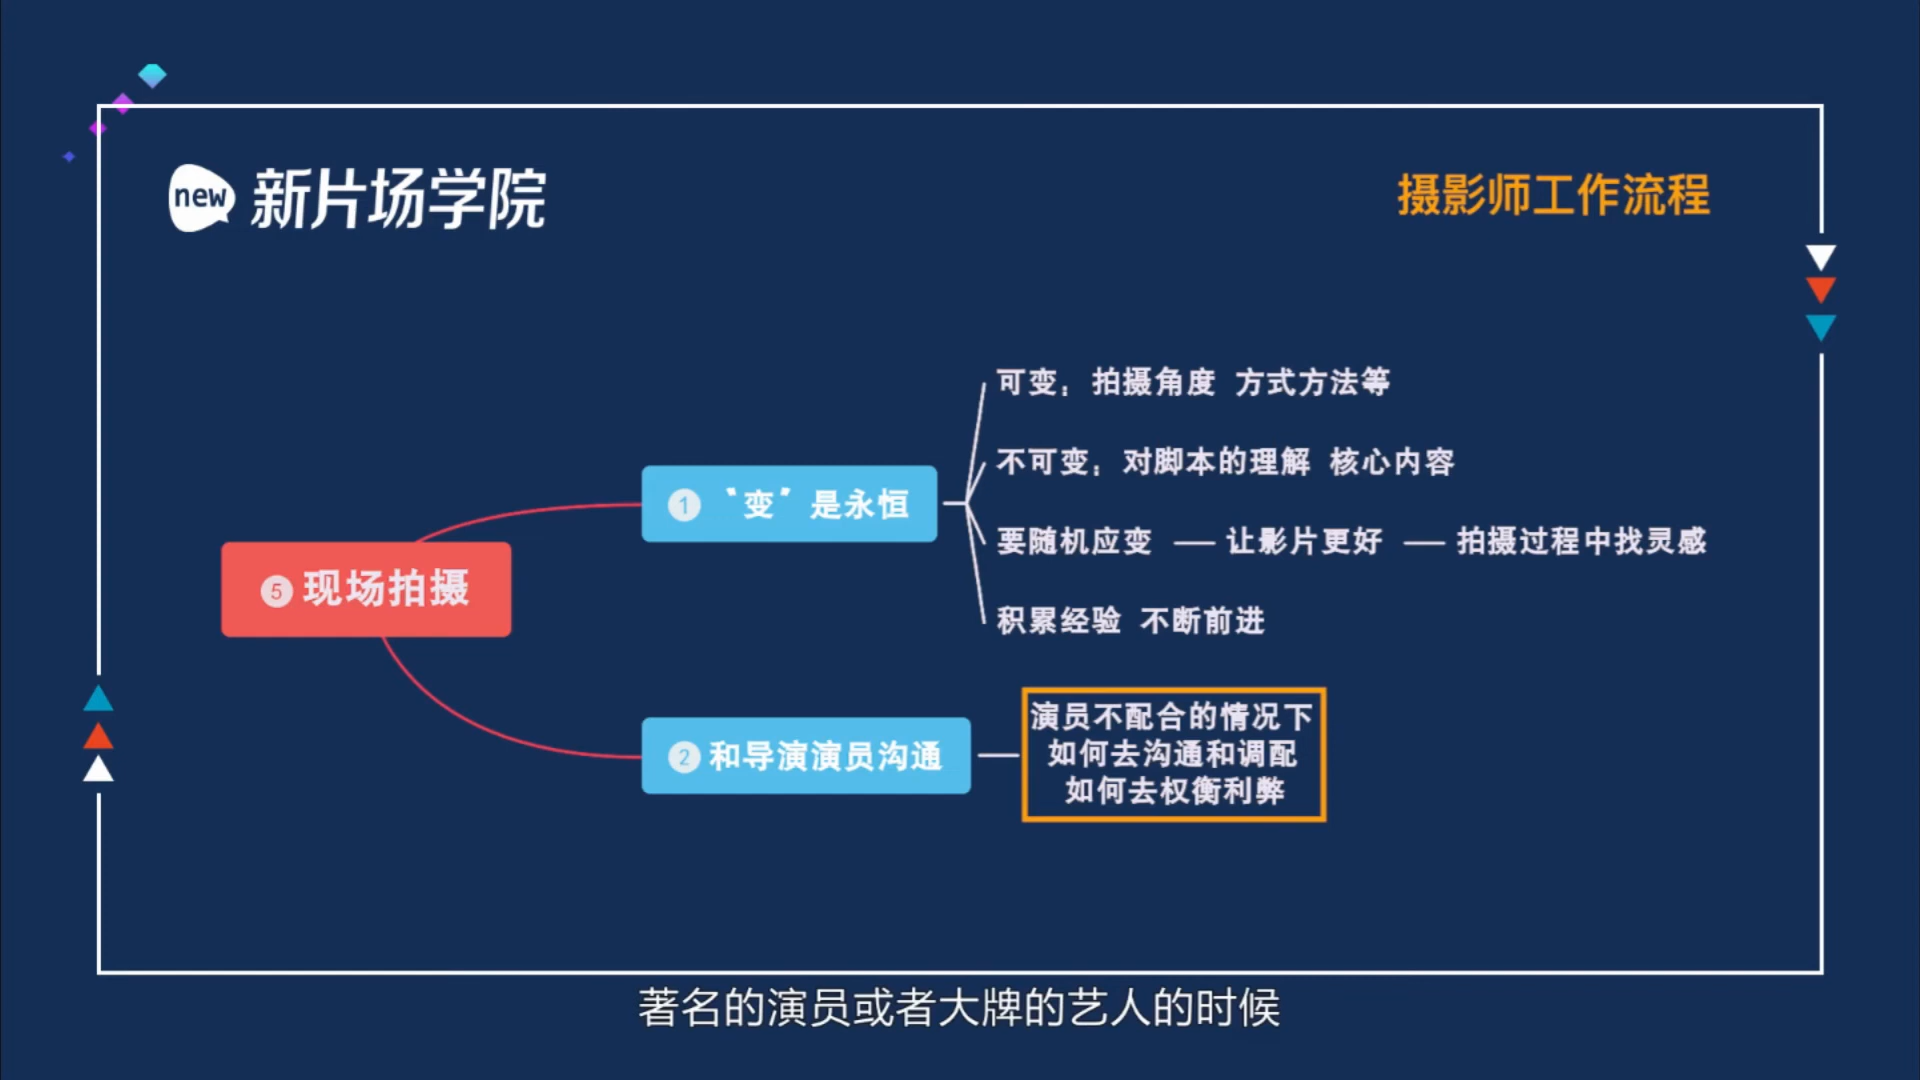 new 新片场学院
摄影师工作流程
可变：拍摄角度 方式方法等
不可变：对脚本的理解 核心内容
1 “变”是永恒
要随机应变 — 让影片更好 — 拍摄过程中找灵感
5 现场拍摄
积累经验 不断前进
2 和导演演员沟通
演员不配合的情况下
如何去沟通和调配
如何去权衡利弊
著名的演员或者大牌的艺人的时候